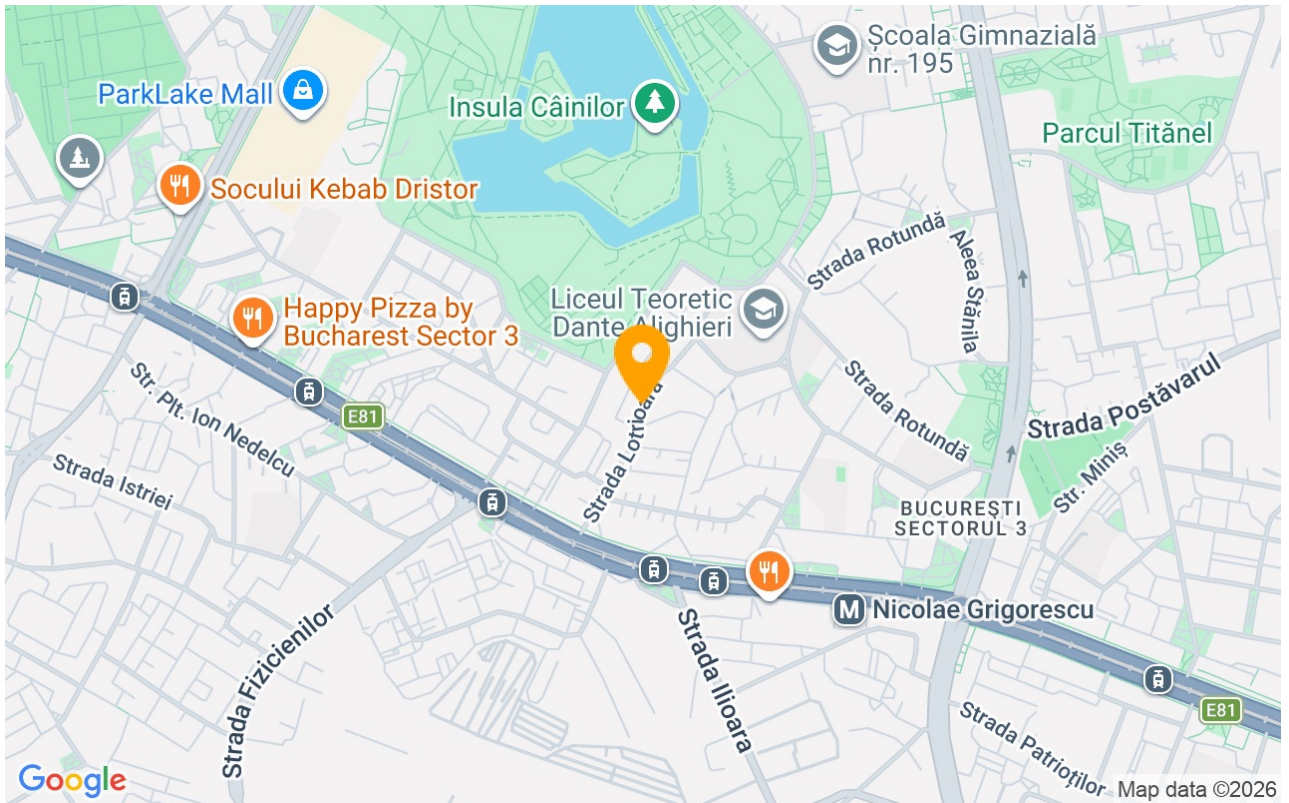 Școala Gimnazială
nr. 195
ParkLake Mall
Insula Câinilor
Parcul Titănel
Socului Kebab Dristor
Strada Rotundă
Aleea Stănila
Liceul Teoretic
Dante Alighieri
Happy Pizza by
Bucharest Sector 3
Str. Plt. Ion Nedelcu
E81
Strada Lotrioara
Strada Rotundă
Strada Postăvarul
Str. Miniș
Strada Istriei
BUCUREȘTI
SECTORUL 3
M
Nicolae Grigorescu
Strada Fizicienilor
Strada Ilioara
E81
Strada Patrioților
Google
Map data ©2026